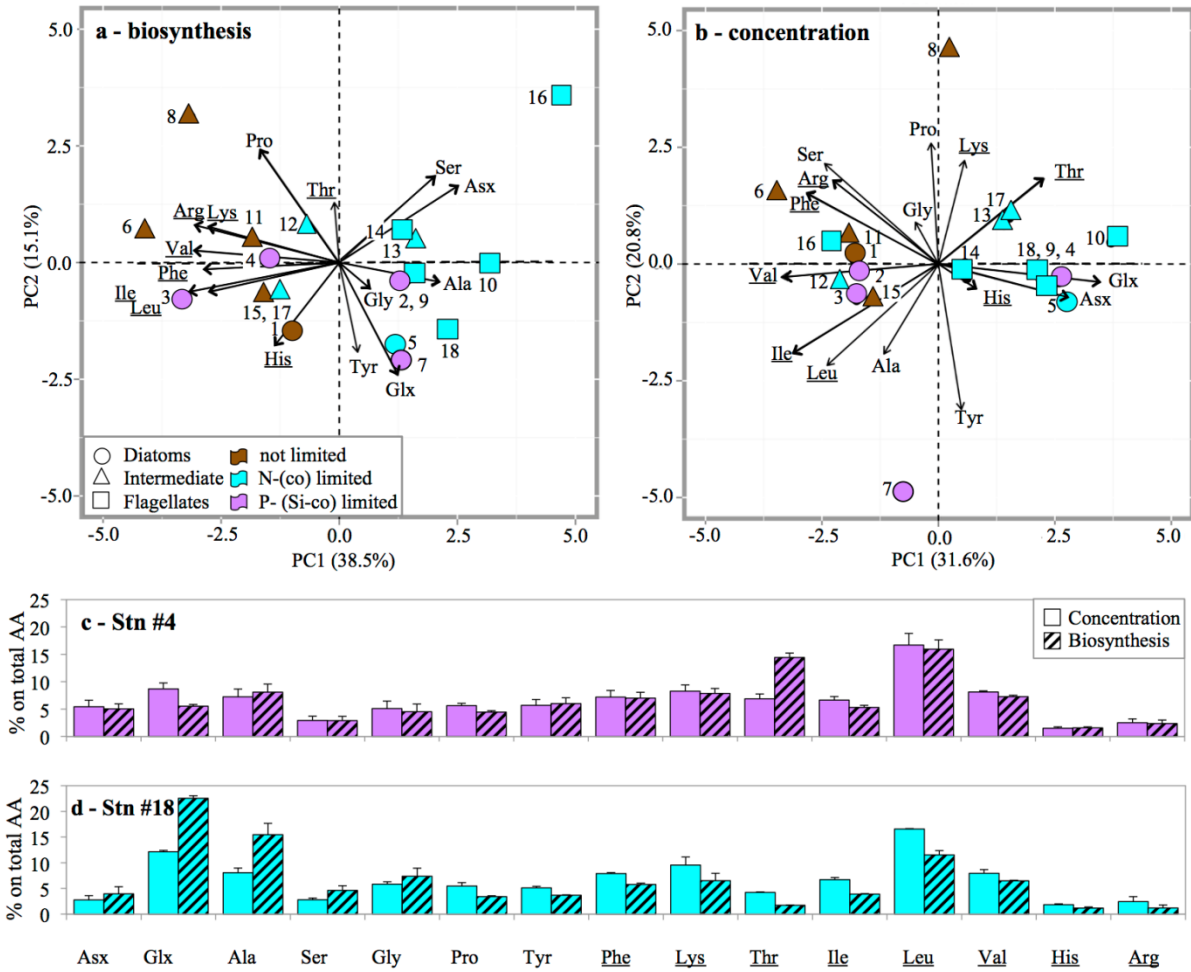 a - biosynthesis
5.0
2.5
0.0
-2.5
-5.0
PC2 (15.1%)
16
8
Pro
Ser
Asx
Thr
Arg Lys 11
12
14
13
6
Val
4
Phe
10
Ala
Ile 3
Leu
Gly 2, 9
15, 17
1
His
Tyr
5
18
7
Glx
Diatoms not limited
Intermediate N-(co) limited
Flagellates P- (Si-co) limited
-5.0 -2.5 0.0 2.5 5.0
PC1 (38.5%)
b - concentration
5.0
2.5
0.0
-2.5
-5.0
PC2 (20.8%)
8
Pro
Lys
Ser
Arg
Thr
6
Phe
17
13
Gly
16
11
1
14
18, 9, 4
10
Val
12
2
3
15
His
Glx
Asx
5
Ile
Leu
Ala
Tyr
7
-5.0 -2.5 0.0 2.5 5.0
PC1 (31.6%)
c - Stn #4
% on total AA
25
20
15
10
5
0
Concentration
Biosynthesis
d - Stn #18
% on total AA
25
20
15
10
5
0
Asx Glx Ala Ser Gly Pro Tyr Phe Lys Thr Ile Leu Val His Arg